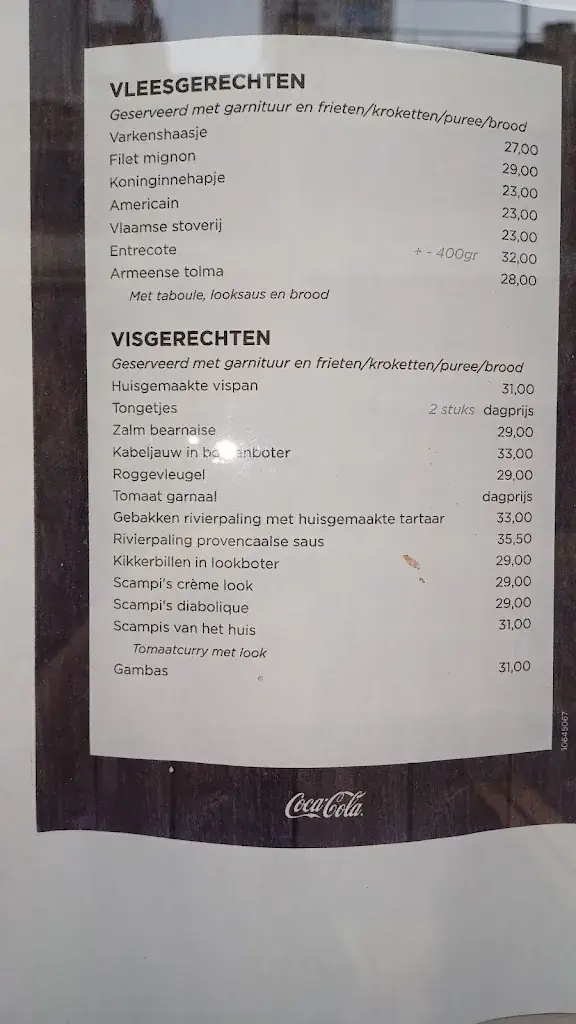 VLEESGERECHTEN
Geserveerd met garnituur en frieten/kroketten/puree/brood
Varkenshaasje 27,00
Filet mignon 29,00
Koninginnehapje 23,00
Americain 23,00
Vlaamse stoverij 23,00
Entrecote + - 400gr 32,00
Armeense tolma 28,00
Met taboule, looksaus en brood
VISGERECHTEN
Geserveerd met garnituur en frieten/kroketten/puree/brood
Huisgemaakte vispan 31,00
Tongetjes 2 stuks dagprijs
Zalm bearnaise 29,00
Kabeljauw in 33,00
Roggevleugel 29,00
Tomaat garnaal dagprijs
Gebakken rivierpaling met huisgemaakte tartaar 33,00
Rivierpaling provencaalse saus 35,50
Kikkerbillen in lookboter 29,00
Scampi's crème look 29,00
Scampi's diabolique 29,00
Scampis van het huis 31,00
Tomaatcurry met look
Gambas 31,00
10645067
Coca-Cola